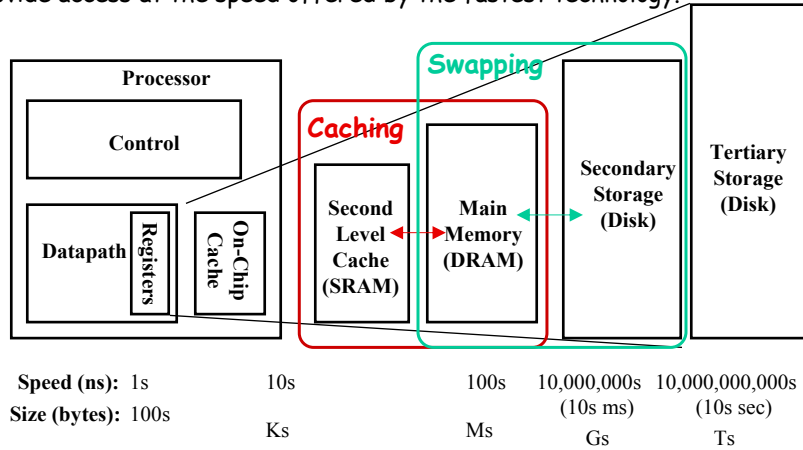 access at the speed offered by the fastest technology.
Swapping
Processor
Caching
Control
Datapath
Registers
On-Chip
Cache
Second
Level
Cache
(SRAM)
Main
Memory
(DRAM)
Secondary
Storage
(Disk)
Tertiary
Storage
(Disk)
Speed (ns): 1s 10s 100s 10,000,000s 10,000,000,000s
(10s ms) (10s sec)
Size (bytes): 100s
Ks Ms Gs Ts